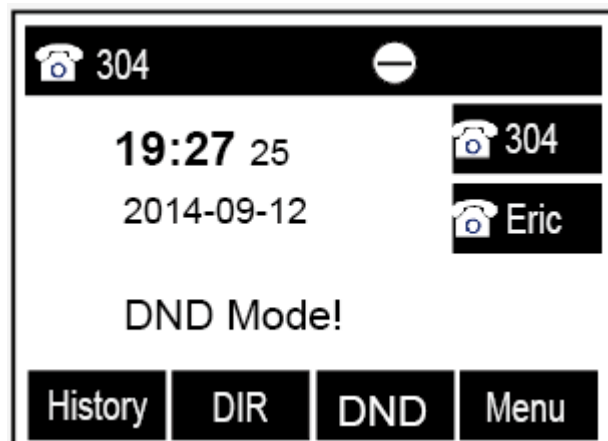 304
19:27 25
304
2014-09-12
Eric
DND Mode!
History DIR DND Menu